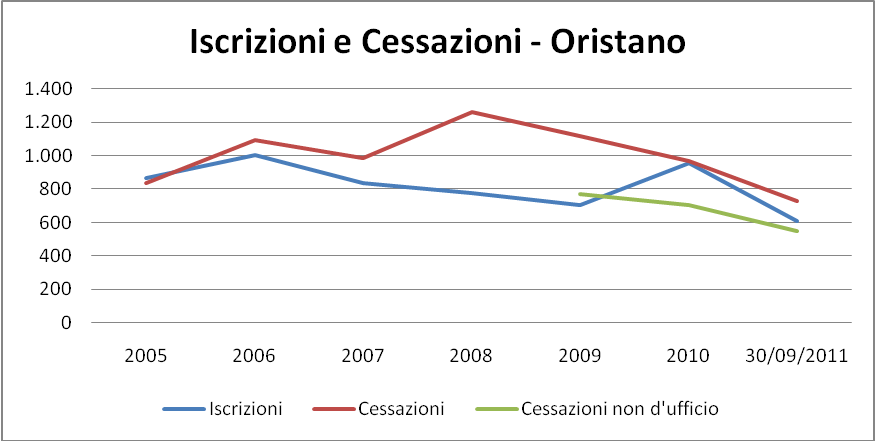 Iscrizioni e Cessazioni - Oristano
1.400
1.200
1.000
800
600
400
200
0
2005 2006 2007 2008 2009 2010 30/09/2011
Iscrizioni Cessazioni Cessazioni non d'ufficio